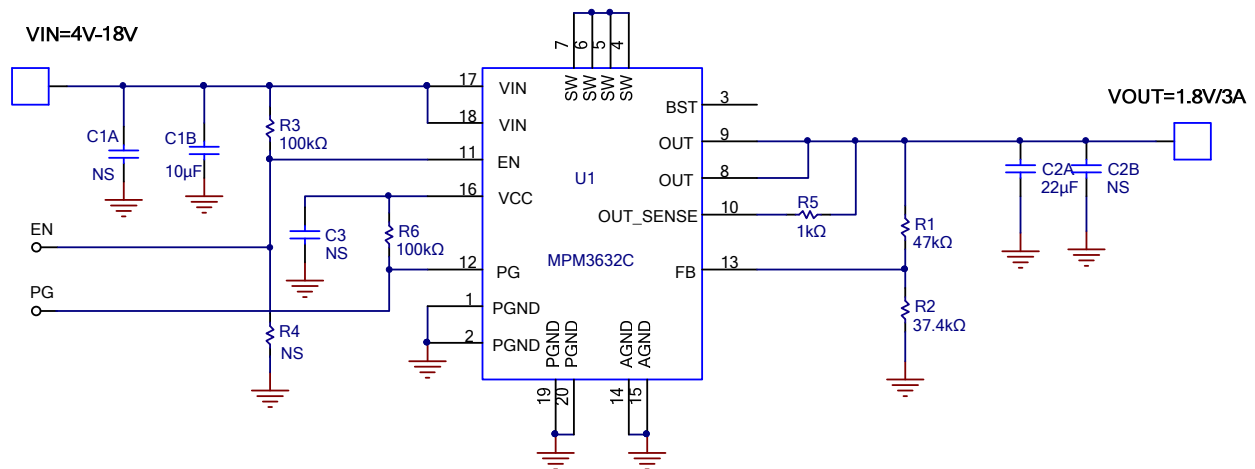 VIN=4V-18V
VOUT=1.8V/3A
7
6
5
4
SW
SW
SW
SW
17
VIN
18
VIN
11
EN
16
VCC
12
PG
1
PGND
2
PGND
BST
3
OUT
9
OUT
8
OUT_SENSE
10
FB
13
U1
MPM3632C
PGND
PGND
AGND
AGND
19
20
14
15
C1A
NS
C1B
10µF
R3
100kΩ
EN
PG
C3
NS
R6
100kΩ
R4
NS
R5
1kΩ
R1
47kΩ
R2
37.4kΩ
C2A
22µF
C2B
NS